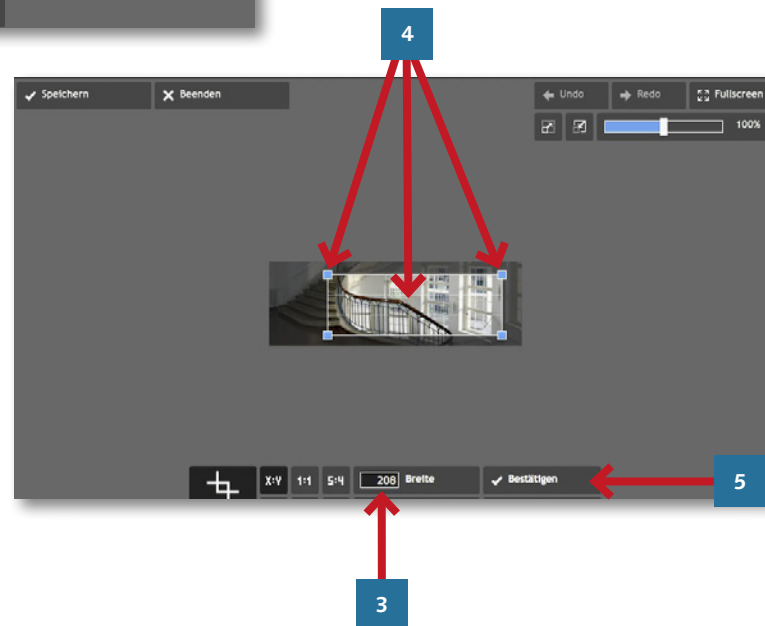 4
Speichern Beenden Undo Redo Fullscreen
100%
X:Y 1:1 5:4 208 Breite Bestätigen
5
3